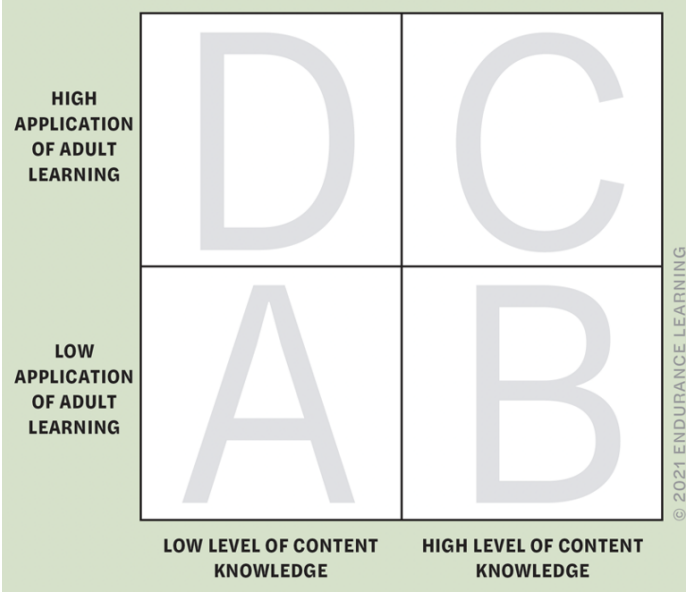 HIGH
APPLICATION
OF ADULT
LEARNING
D
C
LOW
APPLICATION
OF ADULT
LEARNING
A
B
LOW LEVEL OF CONTENT
KNOWLEDGE
HIGH LEVEL OF CONTENT
KNOWLEDGE
© 2021 ENDURANCE LEARNING